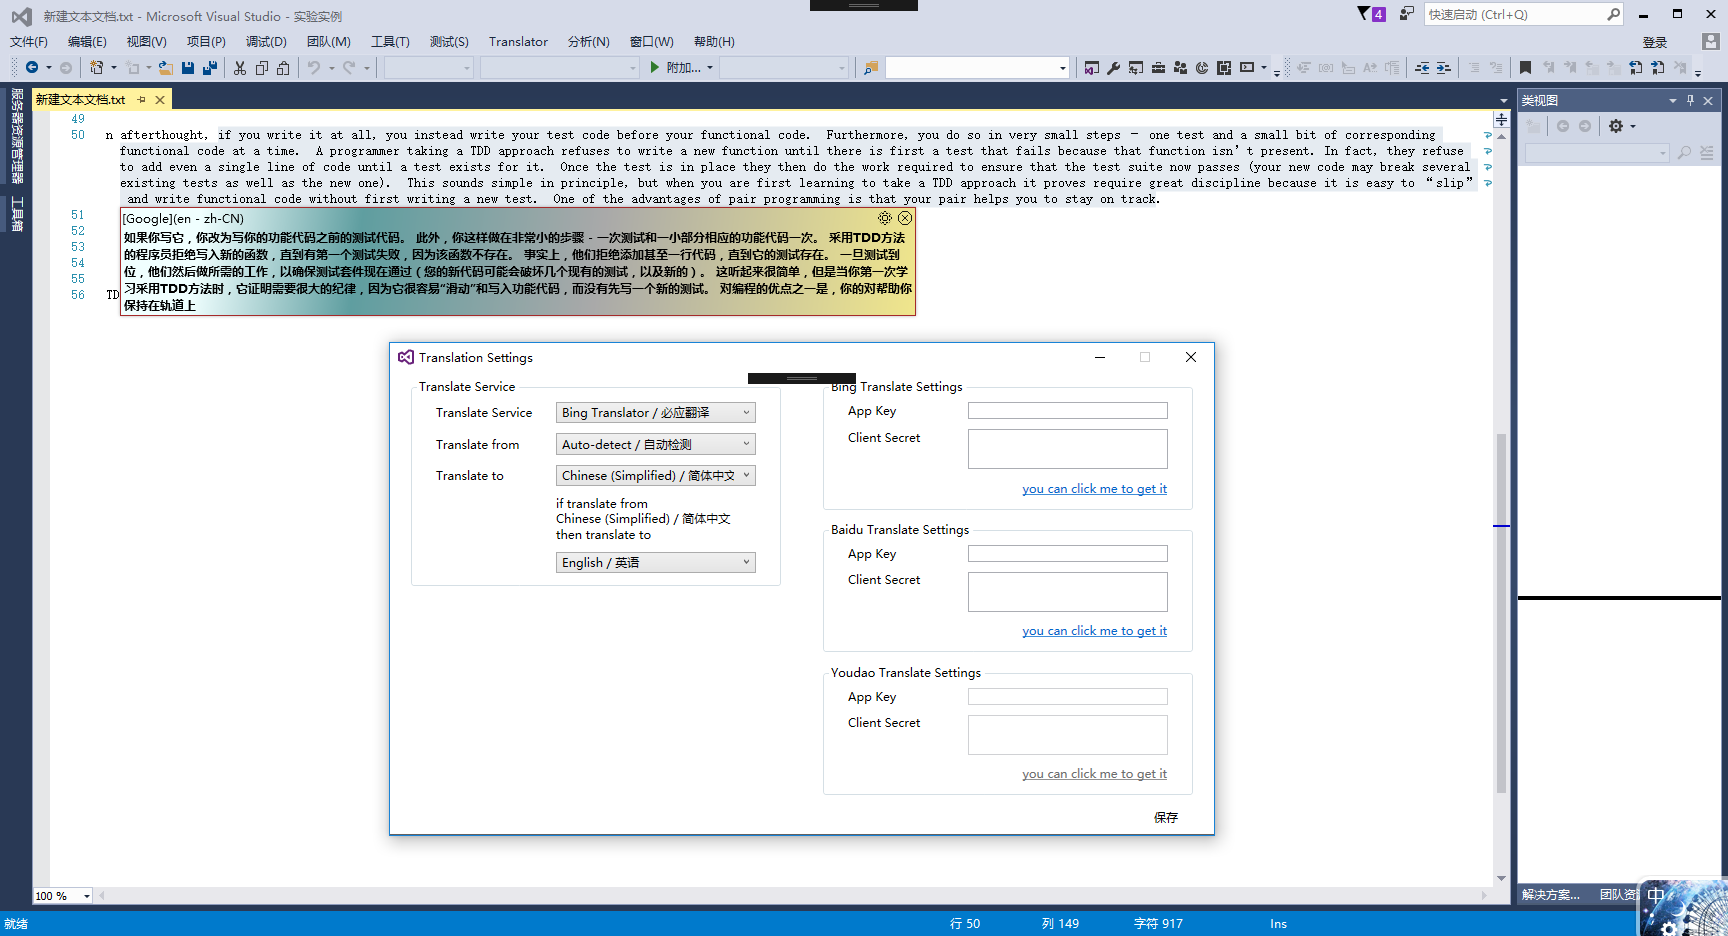 新建文本文档.txt - Microsoft Visual Studio - 实验实例
4
快速启动 (Ctrl+Q)
文件(F) 编辑(E) 视图(V) 项目(P) 调试(D) 团队(M) 工具(T) 测试(S) Translator 分析(N) 窗口(W) 帮助(H)
登录
附加...
服务器资源管理器
工具箱
新建文本文档.txt
类视图
49
50 n afterthought, if you write it at all, you instead write your test code before your functional code.  Furthermore, you do so in very small steps – one test and a small bit of corresponding
functional code at a time.  A programmer taking a TDD approach refuses to write a new function until there is first a test that fails because that function isn’t present. In fact, they refuse
to add even a single line of code until a test exists for it.  Once the test is in place they then do the work required to ensure that the test suite now passes (your new code may break several
existing tests as well as the new one).  This sounds simple in principle, but when you are first learning to take a TDD approach it proves require great discipline because it is easy to “slip”
and write functional code without first writing a new test.  One of the advantages of pair programming is that your pair helps you to stay on track.
51
52
53
54
55
56 TD
[Google](en - zh-CN)
如果你写它，你改为写你的功能代码之前的测试代码。 此外，你这样做在非常小的步骤 - 一次测试和一小部分相应的功能代码一次。 采用TDD方法
的程序员拒绝写入新的函数，直到有第一个测试失败，因为该函数不存在。 事实上，他们拒绝添加甚至一行代码，直到它的测试存在。 一旦测试到
位，他们然后做所需的工作，以确保测试套件现在通过（您的新代码可能会破坏几个现有的测试，以及新的）。 这听起来很简单，但是当你第一次学
习采用TDD方法时，它证明需要很大的纪律，因为它很容易“滑动”和写入功能代码，而没有先写一个新的测试。 对编程的优点之一是，你的对帮助你
保持在轨道上
Translation Settings
Translate Service
Translate Service Bing Translator / 必应翻译
Translate from Auto-detect / 自动检测
Translate to Chinese (Simplified) / 简体中文
if translate from
Chinese (Simplified) / 简体中文
then translate to
English / 英语
Bing Translate Settings
App Key
Client Secret
you can click me to get it
Baidu Translate Settings
App Key
Client Secret
you can click me to get it
Youdao Translate Settings
App Key
Client Secret
you can click me to get it
保存
100 %
解决方案... 团队资
中
就绪 行 50 列 149 字符 917 Ins